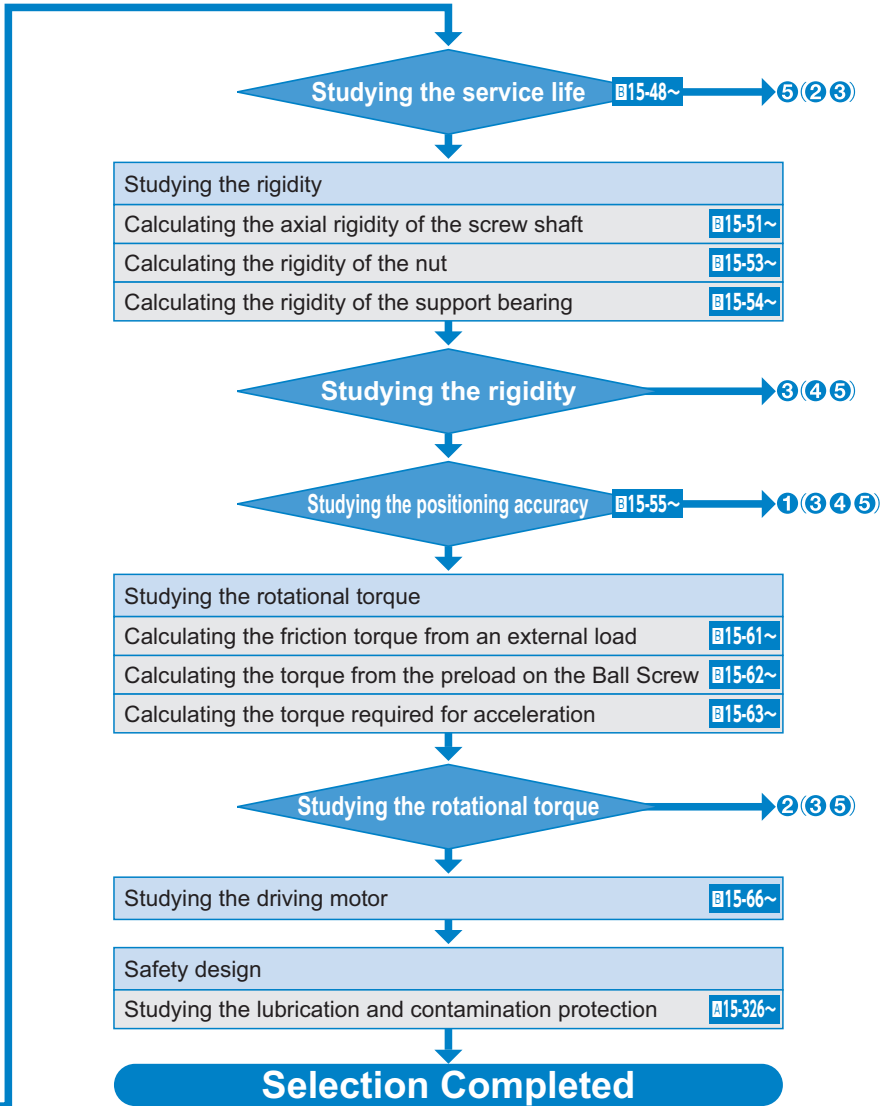 Studying the service life B15-48~ ❺(❷❸)
Studying the rigidity
Calculating the axial rigidity of the screw shaft B15-51~
Calculating the rigidity of the nut B15-53~
Calculating the rigidity of the support bearing B15-54~
Studying the rigidity ❸(❹❺)
Studying the positioning accuracy B15-55~ ❶(❸❹❺)
Studying the rotational torque
Calculating the friction torque from an external load B15-61~
Calculating the torque from the preload on the Ball Screw B15-62~
Calculating the torque required for acceleration B15-63~
Studying the rotational torque ❷(❸❺)
Studying the driving motor B15-66~
Safety design
Studying the lubrication and contamination protection A15-326~
Selection Completed